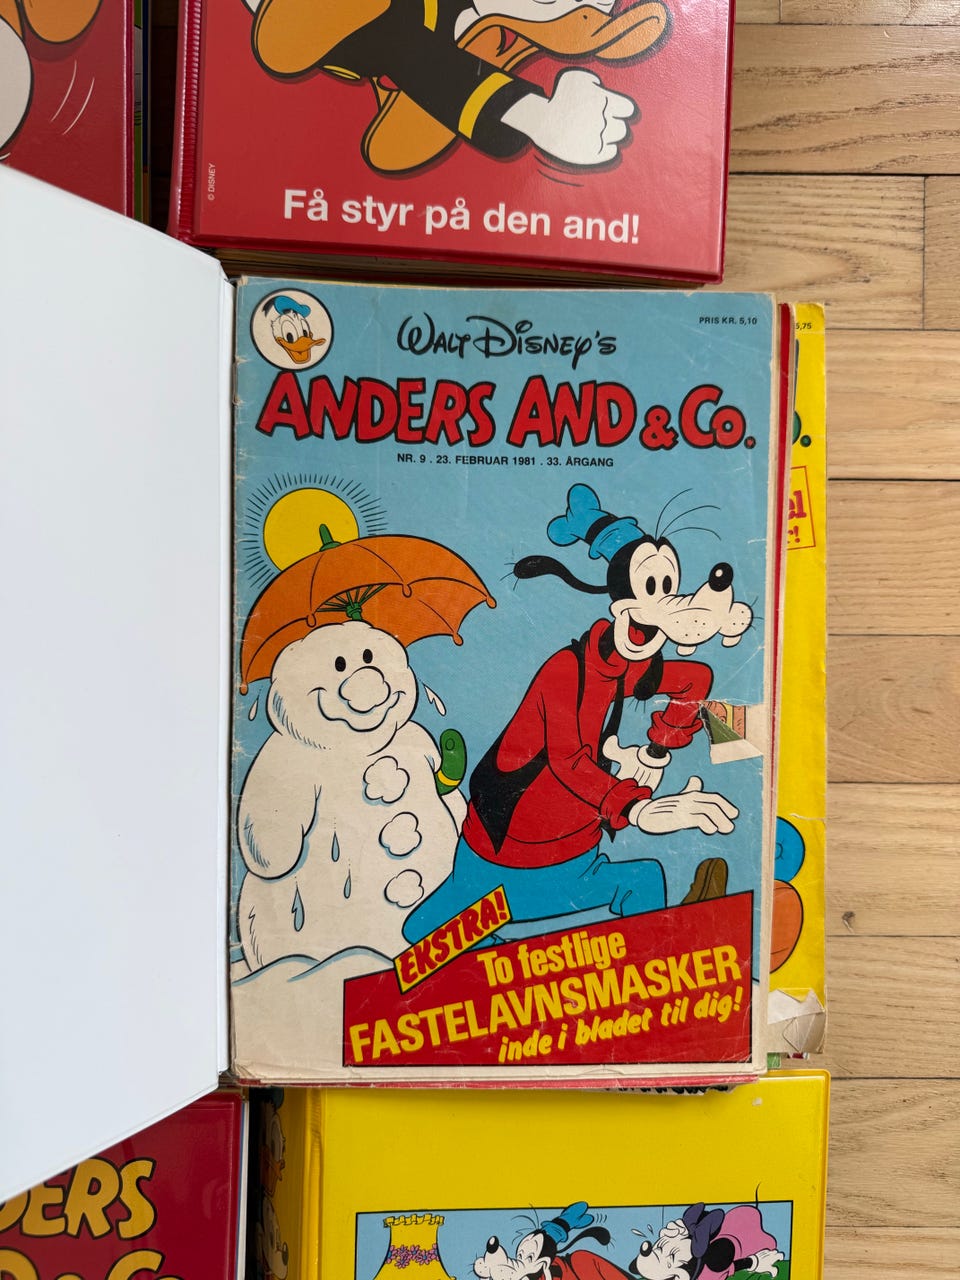 © DISNEY
Få styr på den and!
PRIS KR. 5,10
5,75
WALT DISNEY'S
ANDERS AND & Co.
NR. 9 . 23. FEBRUAR 1981 . 33. ÅRGANG
EKSTRA!
To festlige
FASTELAVNSMASKER
inde i bladet til dig!